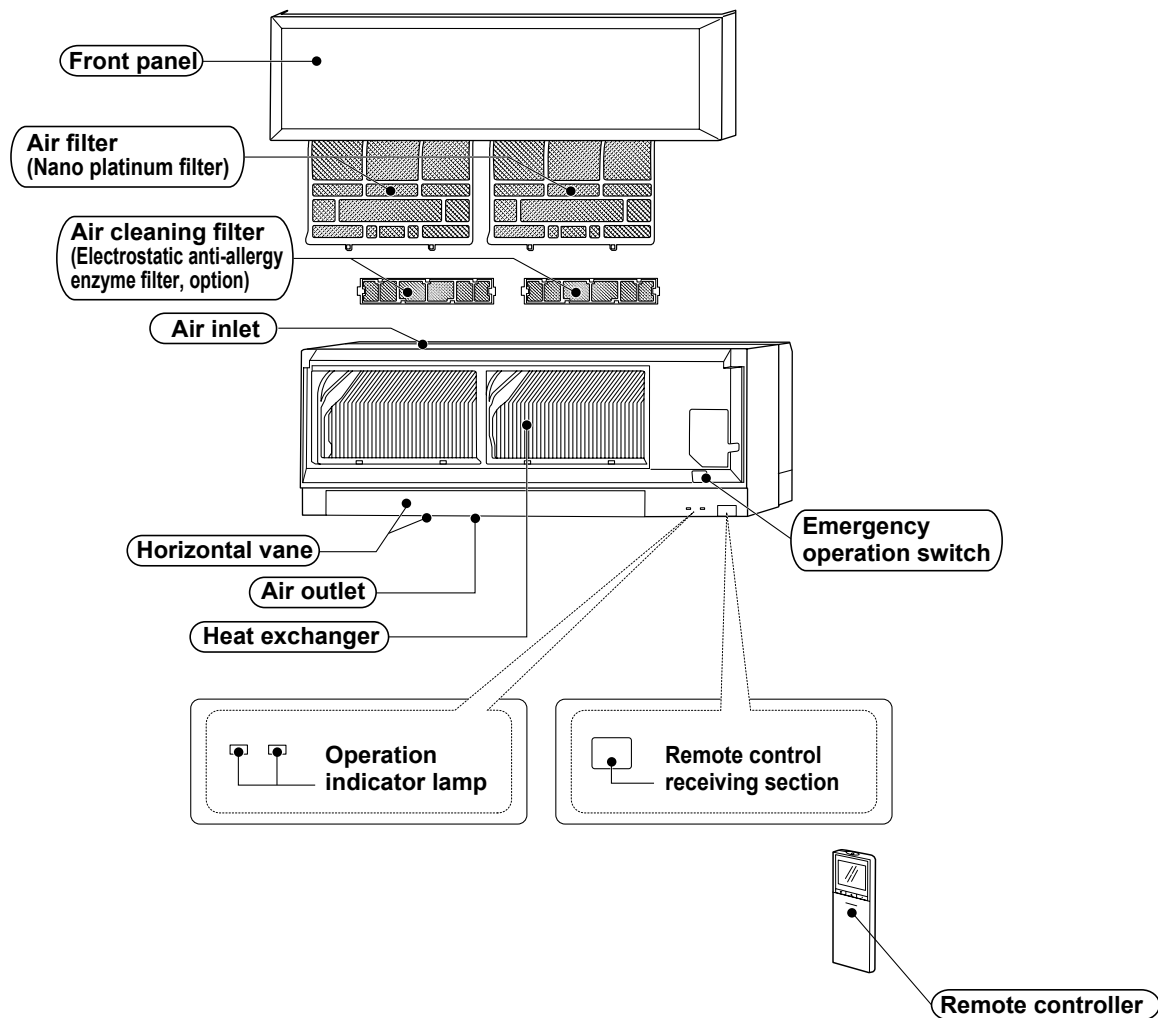 Front panel
Air filter
(Nano platinum filter)
Air cleaning filter
(Electrostatic anti-allergy
enzyme filter, option)
Air inlet
Horizontal vane
Air outlet
Heat exchanger
Emergency
operation switch
Operation
indicator lamp
Remote control
receiving section
Remote controller